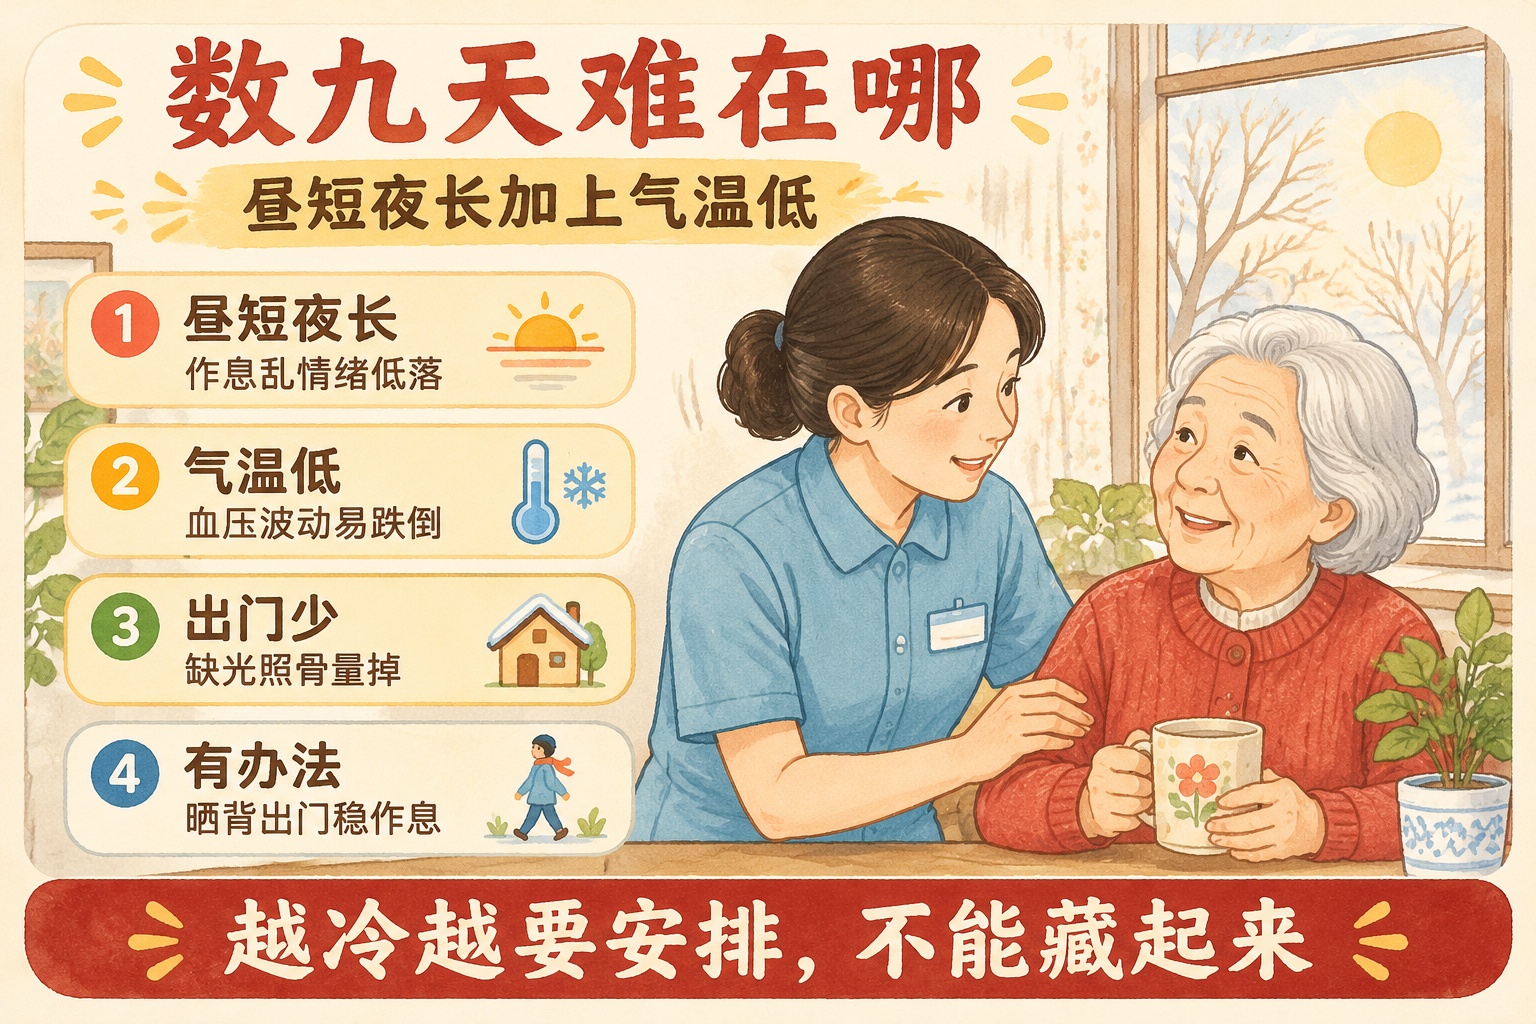 数九天难在哪
昼短夜长加上气温低
1
昼短夜长
作息乱情绪低落
2
气温低
血压波动易跌倒
3
出门少
缺光照骨量掉
4
有办法
晒背出门稳作息
越冷越要安排，不能藏起来